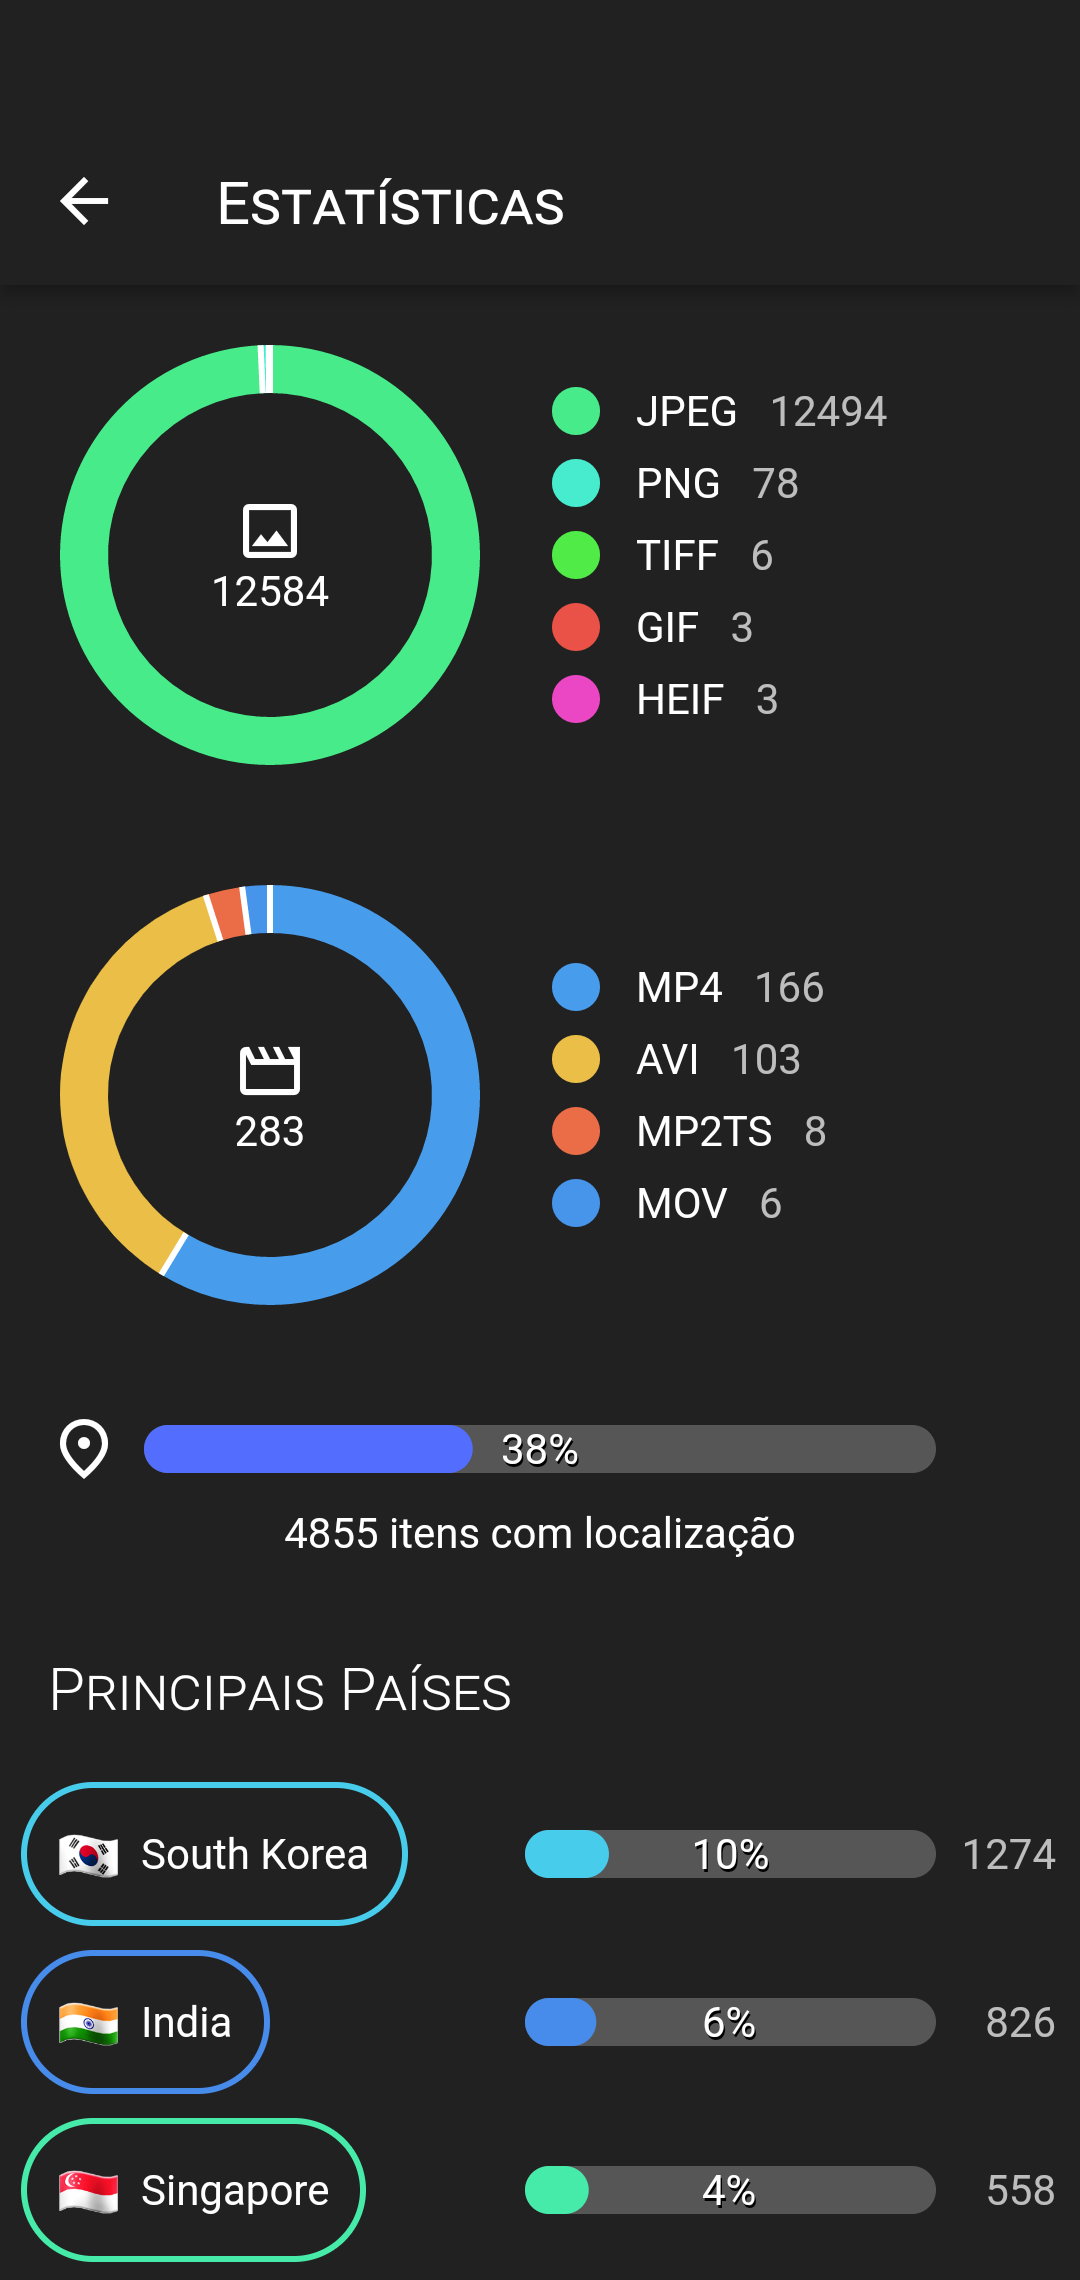 Estatísticas
JPEG 12494
PNG 78
TIFF 6
GIF 3
HEIF 3
12584
MP4 166
AVI 103
MP2TS 8
MOV 6
283
38%
4855 itens com localização
Principais Países
South Korea 10% 1274
India 6% 826
Singapore 4% 558